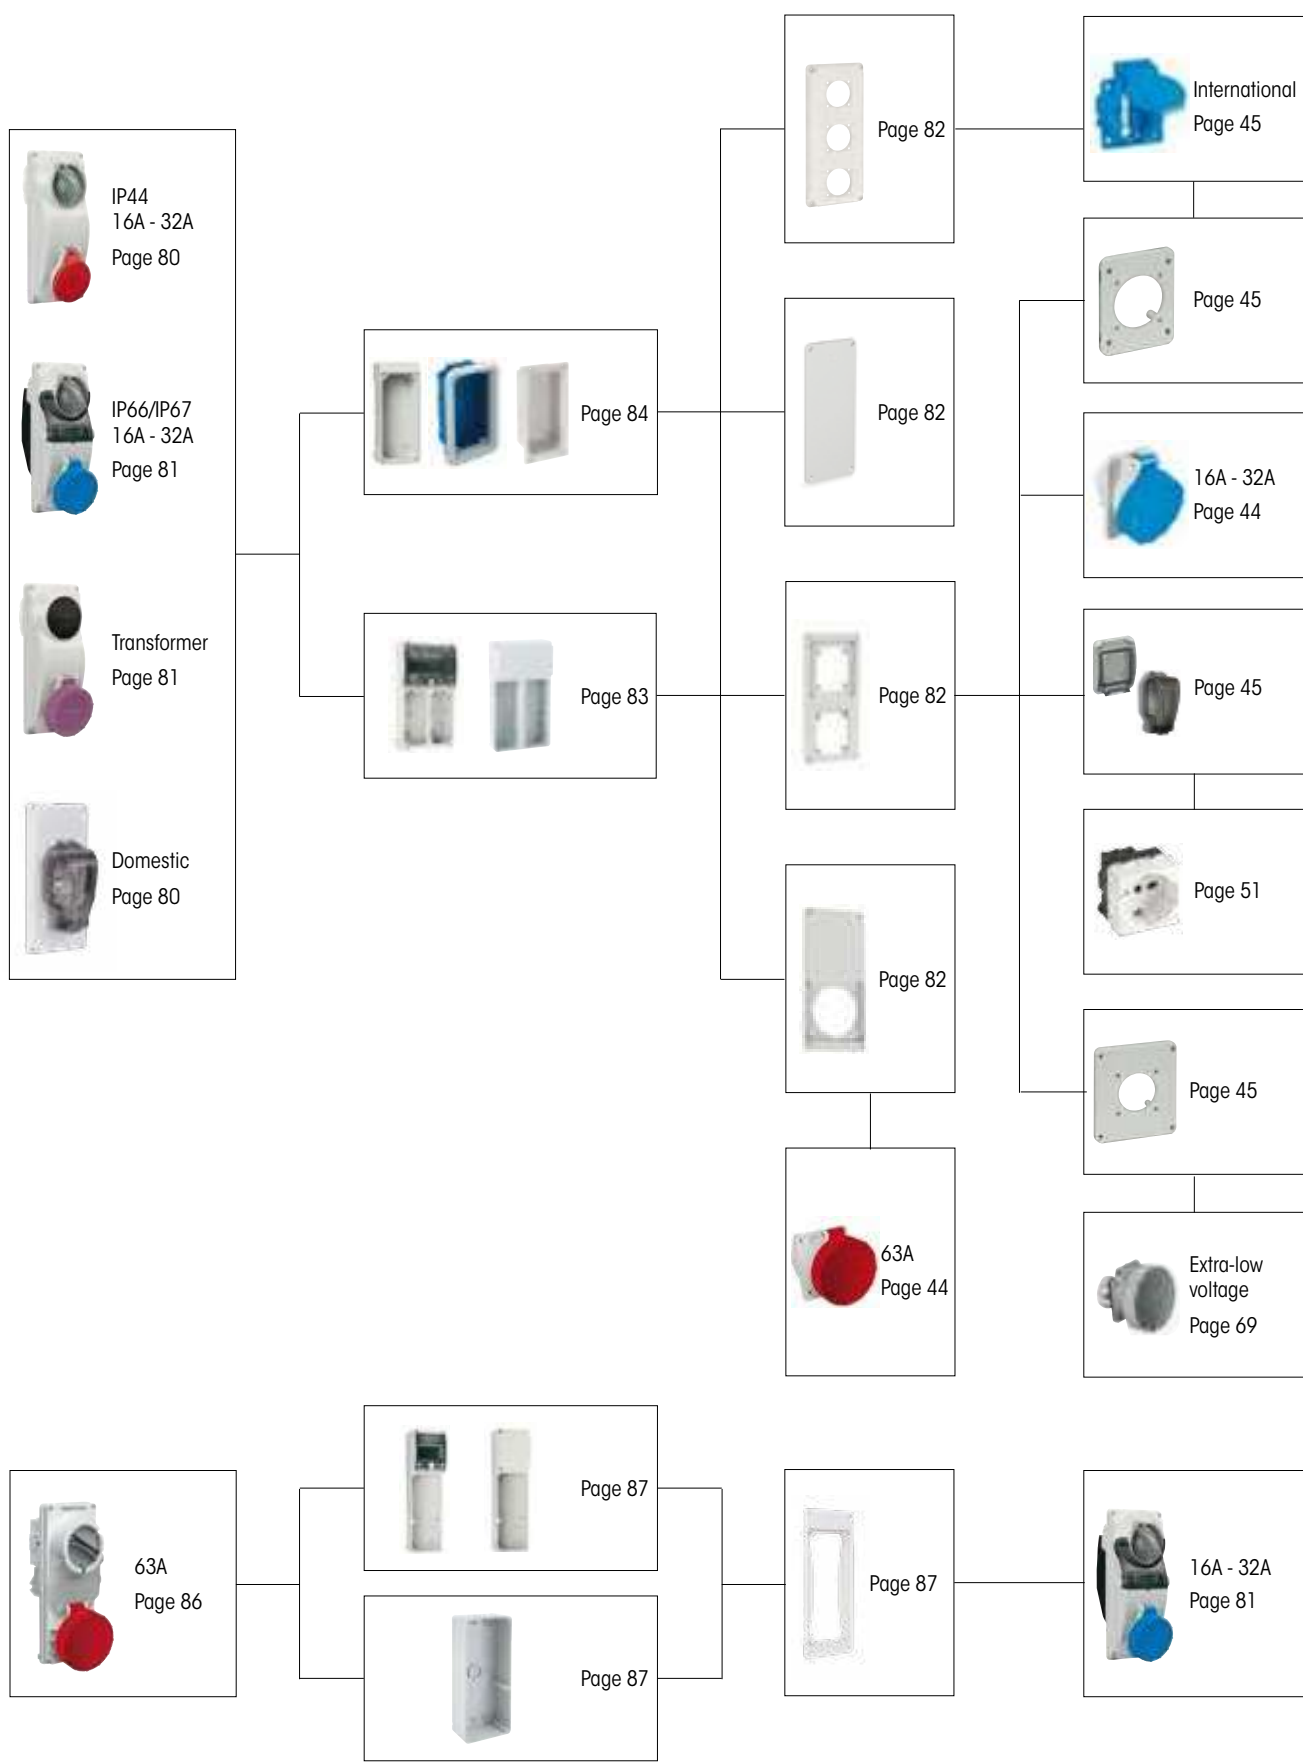 IP44
16A - 32A
Page 80
IP66/IP67
16A - 32A
Page 81
Transformer
Page 81
Domestic
Page 80
Page 84
Page 83
Page 82
Page 82
Page 82
Page 82
63A
Page 44
International
Page 45
Page 45
16A - 32A
Page 44
Page 45
Page 51
Page 45
Extra-low
voltage
Page 69
63A
Page 86
Page 87
Page 87
Page 87
16A - 32A
Page 81